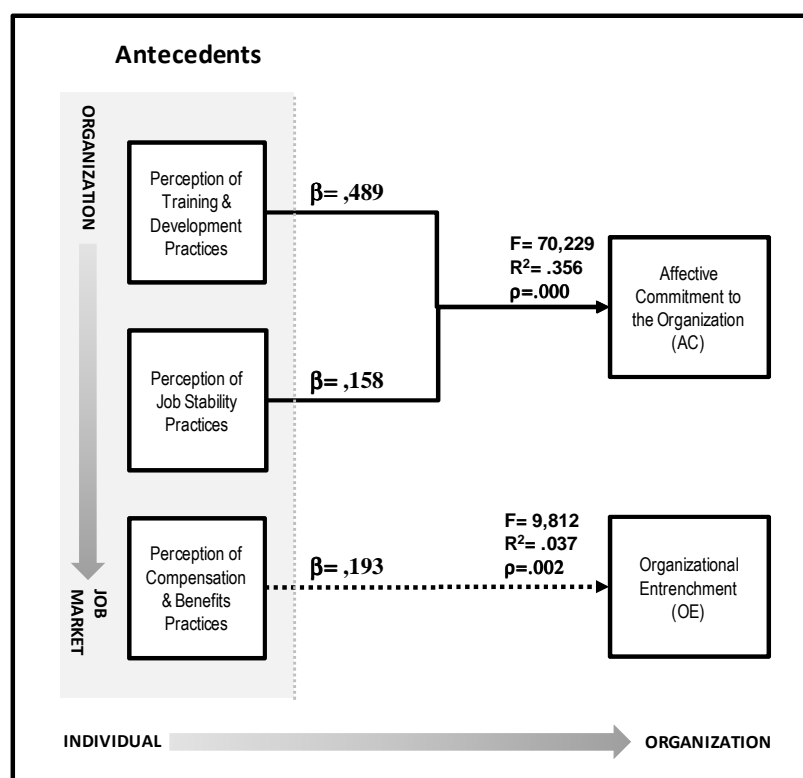 Antecedents
ORGANIZATION
Perception of
Training &
Development
Practices
β= ,489
F= 70,229
R²= .356
ρ=.000
Affective
Commitment to
the Organization
(AC)
Perception of
Job Stability
Practices
β= ,158
Perception of
Compensation
& Benefits
Practices
β= ,193
F= 9,812
R²= .037
ρ=.002
Organizational
Entrenchment
(OE)
JOB
MARKET
INDIVIDUAL
ORGANIZATION